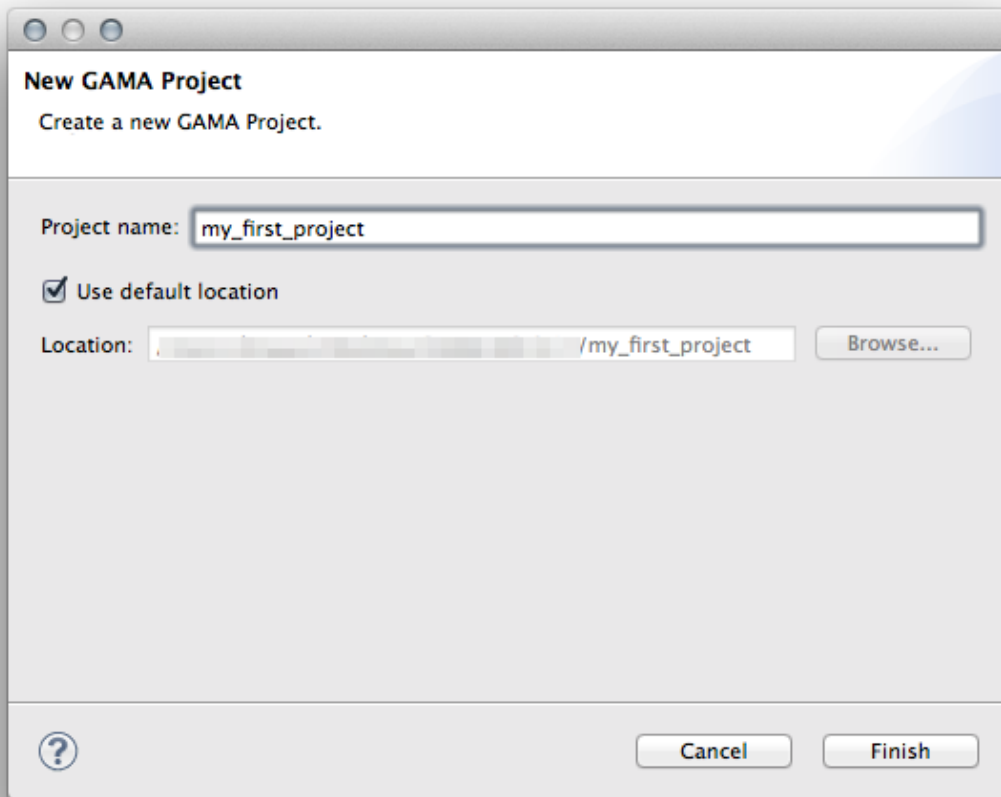 New GAMA Project
Create a new GAMA Project.
Project name: my_first_project
Use default location
Location: /my_first_project Browse...
? Cancel Finish